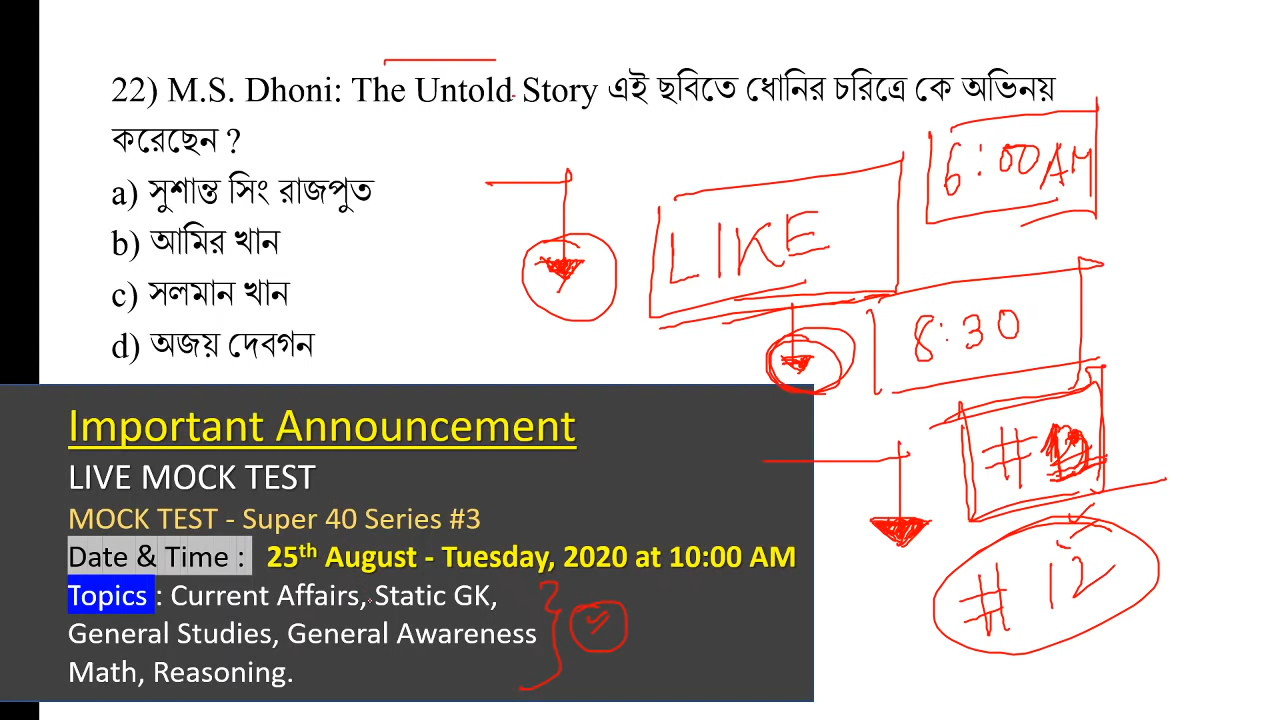 22) M.S. Dhoni: The Untold Story এই ছবিতে ধোনির চরিত্রে কে অভিনয়
করেছেন ?
a) সুশান্ত সিং রাজপুত
b) আমির খান
c) সলমান খান
d) অজয় দেবগন
6:00AM
LIKE
8:30
#12
# 12
Important Announcement
LIVE MOCK TEST
MOCK TEST - Super 40 Series #3
Date & Time : 25th August - Tuesday, 2020 at 10:00 AM
Topics : Current Affairs, Static GK,
General Studies, General Awareness
Math, Reasoning.